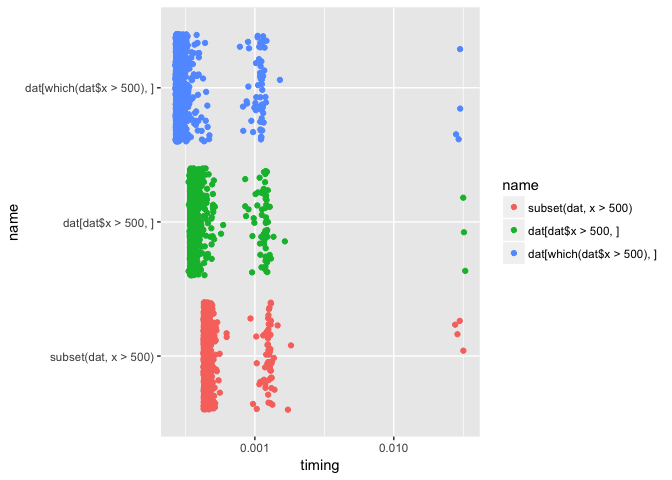 dat[which(dat$x > 500), ]
dat[dat$x > 500, ]
subset(dat, x > 500)
name
0.001
0.010
timing
name
subset(dat, x > 500)
dat[dat$x > 500, ]
dat[which(dat$x > 500), ]